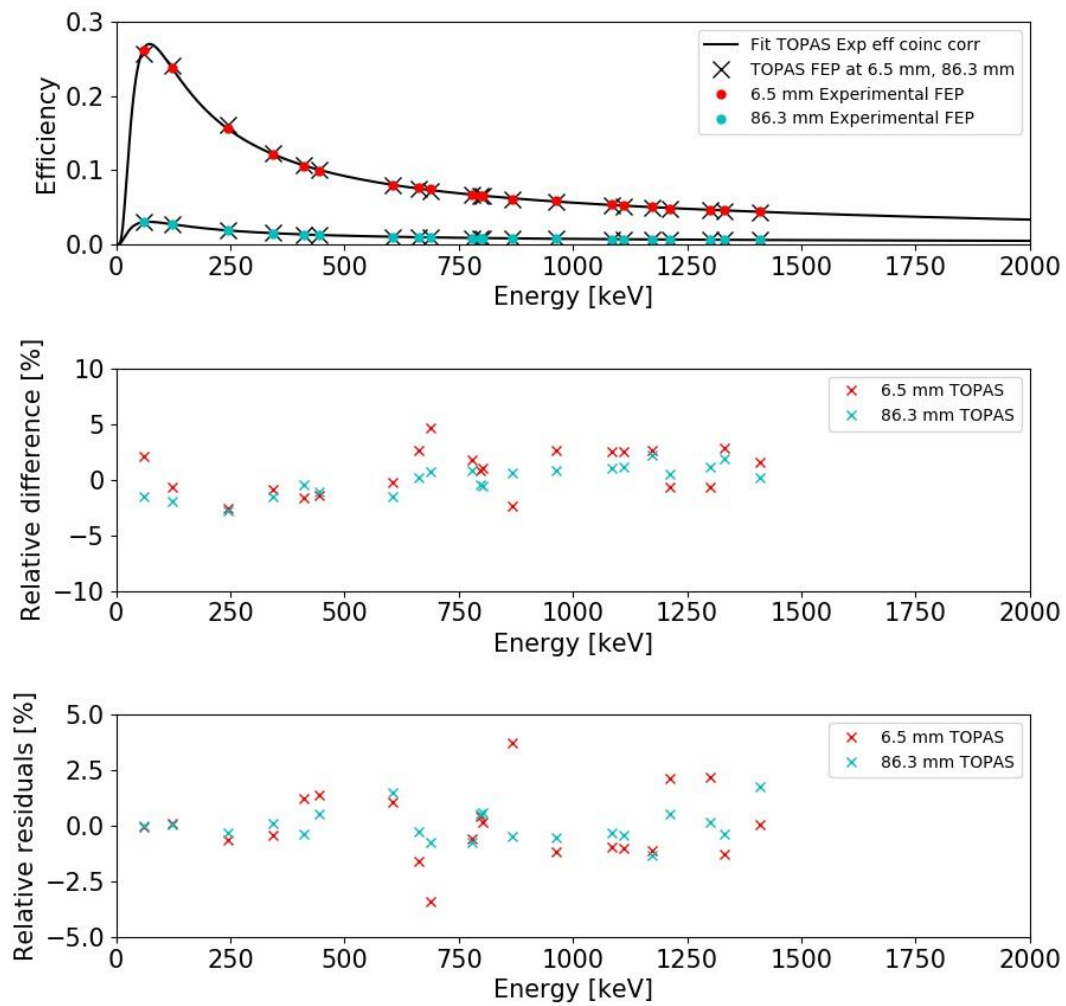 0.3
0.2
0.1
0.0
Efficiency
Fit TOPAS Exp eff coinc corr
TOPAS FEP at 6.5 mm, 86.3 mm
6.5 mm Experimental FEP
86.3 mm Experimental FEP
0 250 500 750 1000 1250 1500 1750 2000
Energy [keV]
10
5
0
−5
−10
Relative difference [%]
6.5 mm TOPAS
86.3 mm TOPAS
0 250 500 750 1000 1250 1500 1750 2000
Energy [keV]
5.0
2.5
0.0
−2.5
−5.0
Relative residuals [%]
6.5 mm TOPAS
86.3 mm TOPAS
0 250 500 750 1000 1250 1500 1750 2000
Energy [keV]